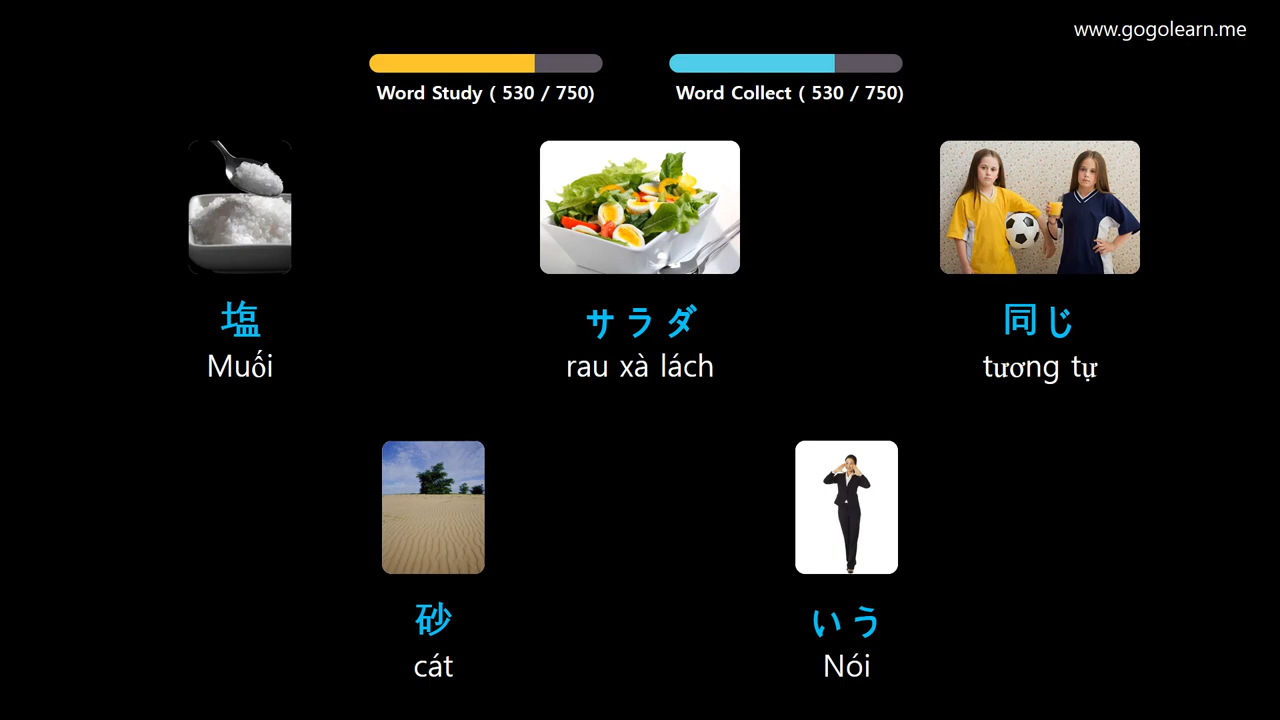 www.gogolearn.me
Word Study ( 530 / 750)
Word Collect ( 530 / 750)
塩
Muối
サラダ
rau xà lách
同じ
tương tự
砂
cát
いう
Nói